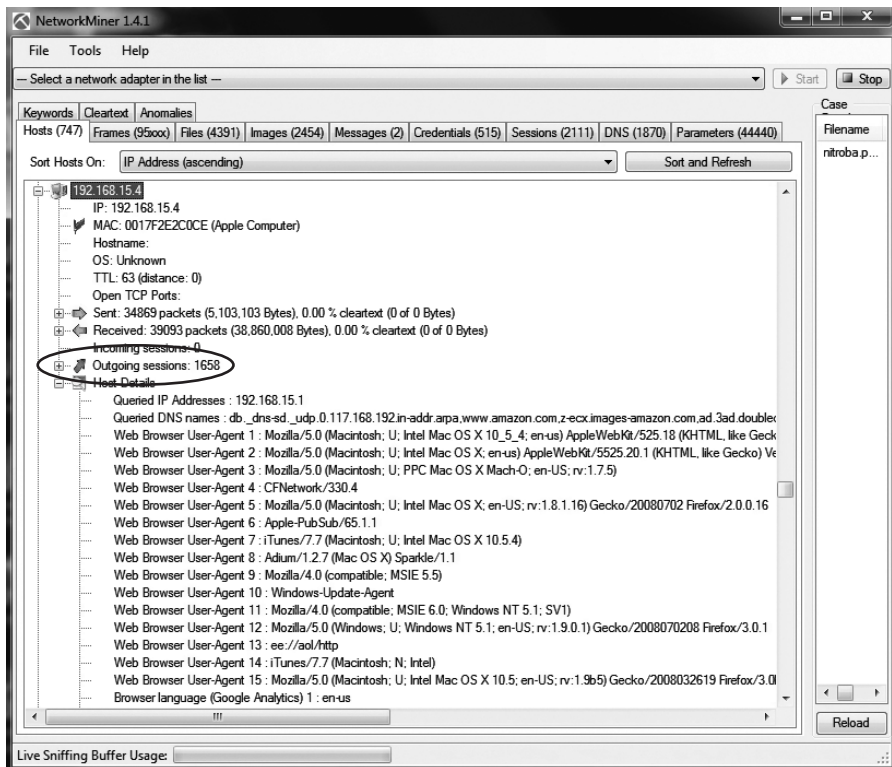 NetworkMiner 1.4.1
File Tools Help
--- Select a network adapter in the list ---
Start Stop
Keywords Cleartext Anomalies
Hosts (747) Frames (95xxx) Files (4391) Images (2454) Messages (2) Credentials (515) Sessions (2111) DNS (1870) Parameters (44440)
Sort Hosts On: IP Address (ascending) Sort and Refresh
192.168.15.4
IP: 192.168.15.4
MAC: 0017F2E2C0CE (Apple Computer)
Hostname:
OS: Unknown
TTL: 63 (distance: 0)
Open TCP Ports:
Sent: 34869 packets (5,103,103 Bytes), 0.00 % cleartext (0 of 0 Bytes)
Received: 39093 packets (38,860,008 Bytes), 0.00 % cleartext (0 of 0 Bytes)
Incoming sessions: 0
Outgoing sessions: 1658
Host Details
Queried IP Addresses : 192.168.15.1
Queried DNS names : db._dns-sd._udp.0.117.168.192.in-addr.arpa,www.amazon.com,z-ecx.images-amazon.com,ad.3ad.doublec
Web Browser User-Agent 1 : Mozilla/5.0 (Macintosh; U; Intel Mac OS X 10_5_4; en-us) AppleWebKit/525.18 (KHTML, like Geck
Web Browser User-Agent 2 : Mozilla/5.0 (Macintosh; U; Intel Mac OS X; en-us) AppleWebKit/5525.20.1 (KHTML, like Gecko) Ve
Web Browser User-Agent 3 : Mozilla/5.0 (Macintosh; U; PPC Mac OS X Mach-O; en-US; rv:1.7.5)
Web Browser User-Agent 4 : CFNetwork/330.4
Web Browser User-Agent 5 : Mozilla/5.0 (Macintosh; U; Intel Mac OS X; en-US; rv:1.8.1.16) Gecko/20080702 Firefox/2.0.0.16
Web Browser User-Agent 6 : Apple-PubSub/65.1.1
Web Browser User-Agent 7 : iTunes/7.7 (Macintosh; U; Intel Mac OS X 10.5.4)
Web Browser User-Agent 8 : Adium/1.2.7 (Mac OS X) Sparkle/1.1
Web Browser User-Agent 9 : Mozilla/4.0 (compatible; MSIE 5.5)
Web Browser User-Agent 10 : Windows-Update-Agent
Web Browser User-Agent 11 : Mozilla/4.0 (compatible; MSIE 6.0; Windows NT 5.1; SV1)
Web Browser User-Agent 12 : Mozilla/5.0 (Windows; U; Windows NT 5.1; en-US; rv:1.9.0.1) Gecko/2008070208 Firefox/3.0.1
Web Browser User-Agent 13 : ee://aol/http
Web Browser User-Agent 14 : iTunes/7.7 (Macintosh; N; Intel)
Web Browser User-Agent 15 : Mozilla/5.0 (Macintosh; U; Intel Mac OS X 10.5; en-US; rv:1.9b5) Gecko/2008032619 Firefox/3.0
Browser language (Google Analytics) 1 : en-us
Case
Filename
nitroba.p...
Reload
Live Sniffing Buffer Usage: